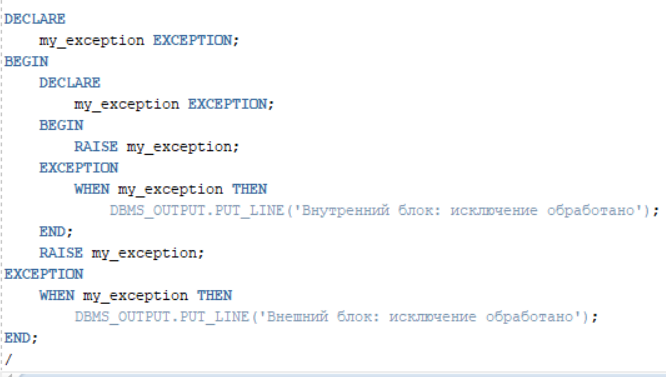 DECLARE
my_exception EXCEPTION;
BEGIN
DECLARE
my_exception EXCEPTION;
BEGIN
RAISE my_exception;
EXCEPTION
WHEN my_exception THEN
DBMS_OUTPUT.PUT_LINE('Внутренний блок: исключение обработано');
END;
RAISE my_exception;
EXCEPTION
WHEN my_exception THEN
DBMS_OUTPUT.PUT_LINE('Внешний блок: исключение обработано');
END;
/